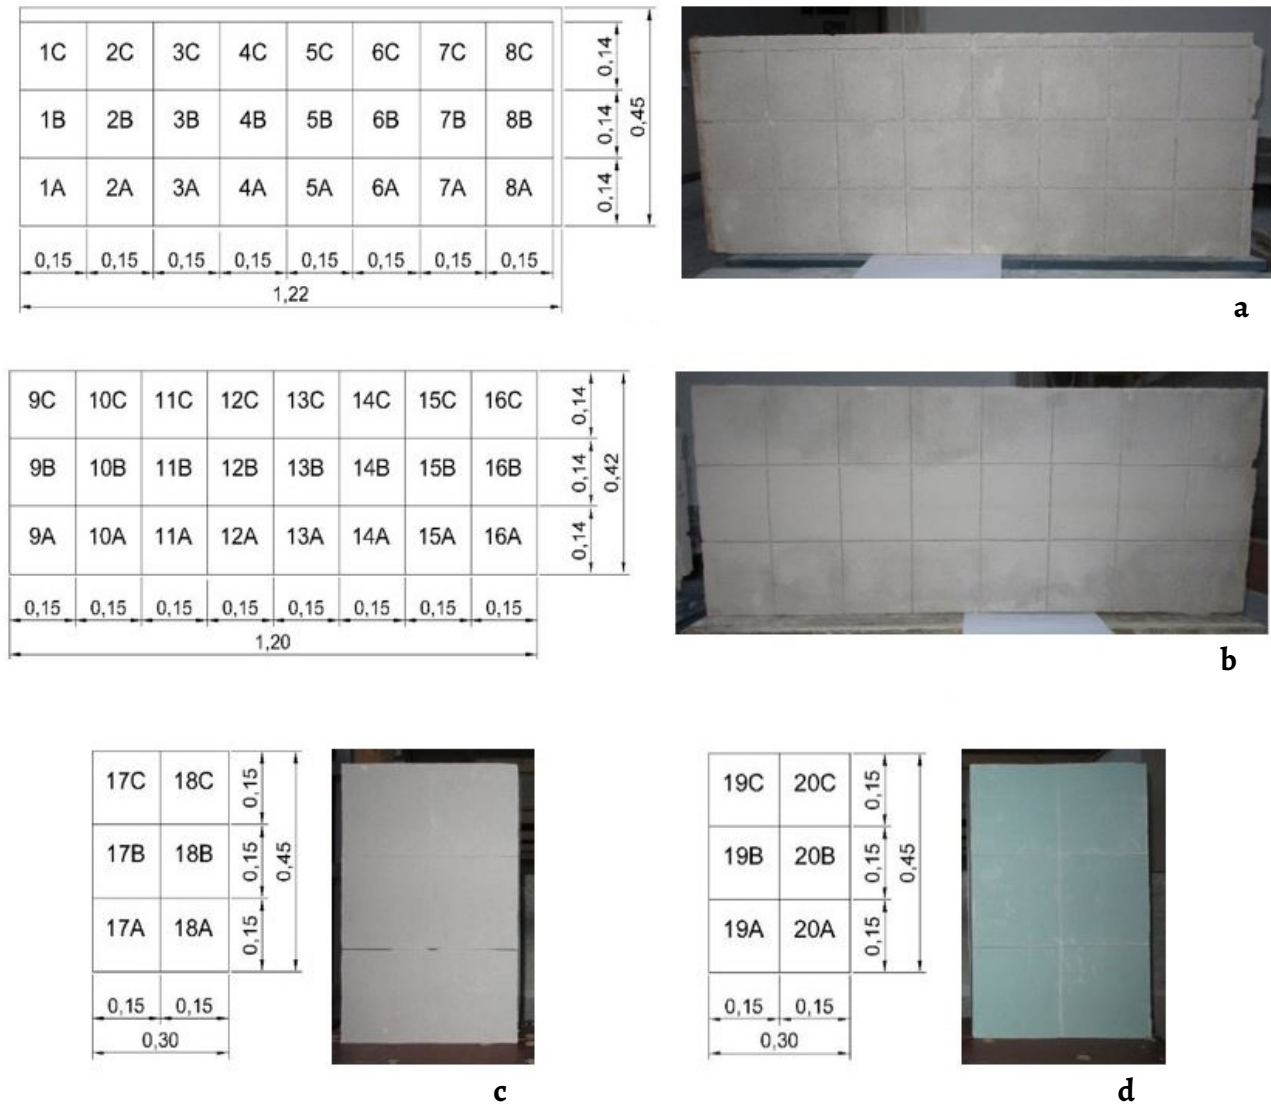 1C 2C 3C 4C 5C 6C 7C 8C 0,14
1B 2B 3B 4B 5B 6B 7B 8B 0,14 0,45
1A 2A 3A 4A 5A 6A 7A 8A 0,14
0,15 0,15 0,15 0,15 0,15 0,15 0,15 0,15
1,22
a
9C 10C 11C 12C 13C 14C 15C 16C 0,14
9B 10B 11B 12B 13B 14B 15B 16B 0,14 0,42
9A 10A 11A 12A 13A 14A 15A 16A 0,14
0,15 0,15 0,15 0,15 0,15 0,15 0,15 0,15
1,20
b
17C 18C 0,15
17B 18B 0,15 0,45
17A 18A 0,15
0,15 0,15
0,30
c
19C 20C 0,15
19B 20B 0,15 0,45
19A 20A 0,15
0,15 0,15
0,30
d